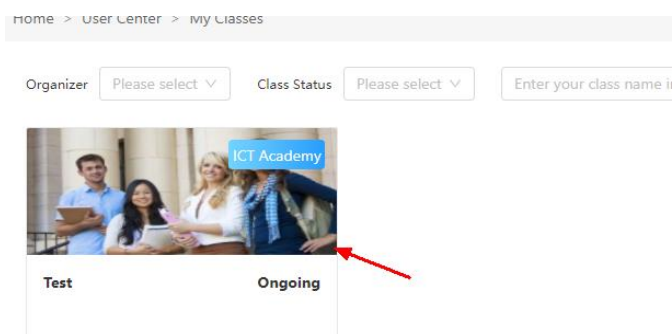 Home > User Center > My Classes
Organizer Please select Class Status Please select Enter your class name
ICT Academy
Test Ongoing